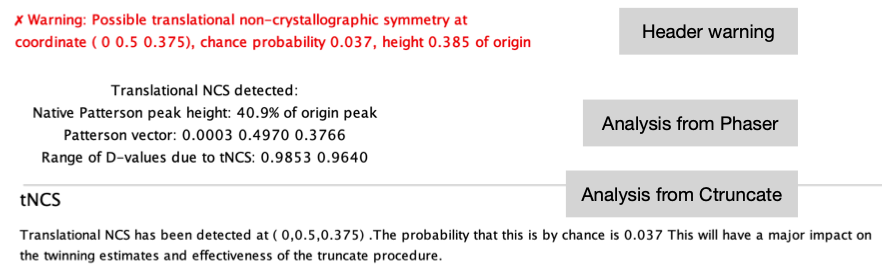 ✗ Warning: Possible translational non-crystallographic symmetry at
coordinate ( 0 0.5 0.375), chance probability 0.037, height 0.385 of origin
Header warning
Translational NCS detected:
Native Patterson peak height: 40.9% of origin peak
Patterson vector: 0.0003 0.4970 0.3766
Range of D-values due to tNCS: 0.9853 0.9640
Analysis from Phaser
Analysis from Ctruncate
tNCS
Translational NCS has been detected at ( 0,0.5,0.375) .The probability that this is by chance is 0.037 This will have a major impact on
the twinning estimates and effectiveness of the truncate procedure.